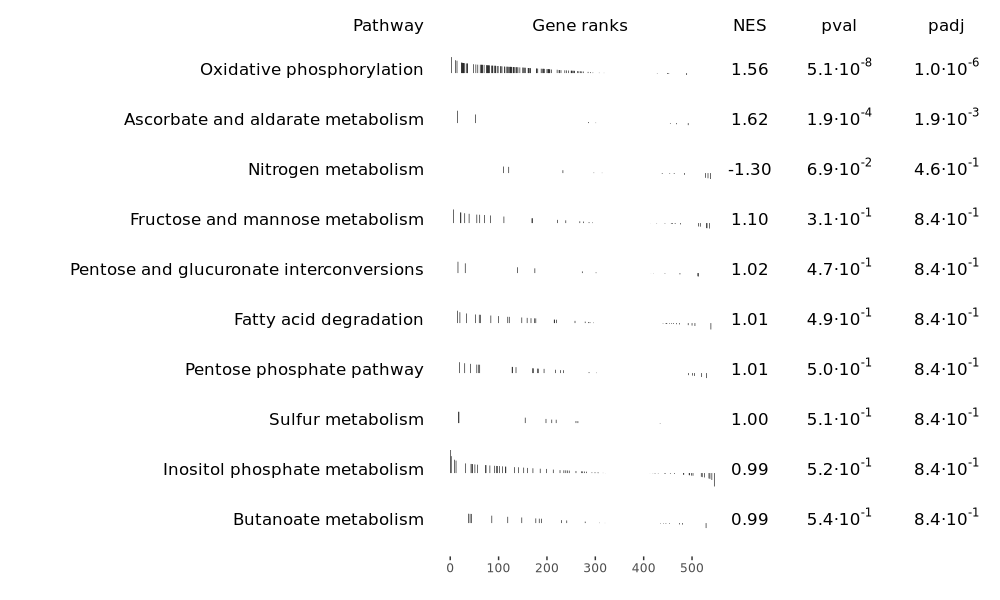 Pathway Gene ranks NES pval padj
Oxidative phosphorylation 1.56 5.1·10⁻⁸ 1.0·10⁻⁶
Ascorbate and aldarate metabolism 1.62 1.9·10⁻⁴ 1.9·10⁻³
Nitrogen metabolism -1.30 6.9·10⁻² 4.6·10⁻¹
Fructose and mannose metabolism 1.10 3.1·10⁻¹ 8.4·10⁻¹
Pentose and glucuronate interconversions 1.02 4.7·10⁻¹ 8.4·10⁻¹
Fatty acid degradation 1.01 4.9·10⁻¹ 8.4·10⁻¹
Pentose phosphate pathway 1.01 5.0·10⁻¹ 8.4·10⁻¹
Sulfur metabolism 1.00 5.1·10⁻¹ 8.4·10⁻¹
Inositol phosphate metabolism 0.99 5.2·10⁻¹ 8.4·10⁻¹
Butanoate metabolism 0.99 5.4·10⁻¹ 8.4·10⁻¹
0 100 200 300 400 500